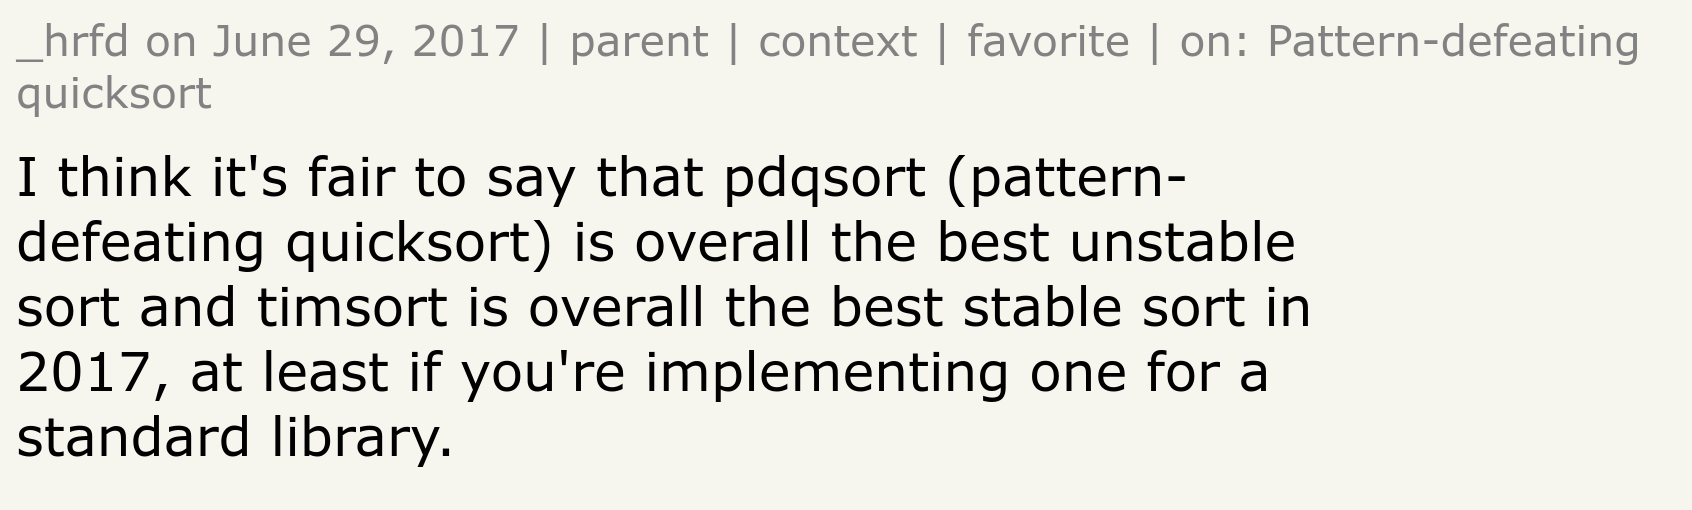 _hrfd on June 29, 2017 | parent | context | favorite | on: Pattern-defeating
quicksort
I think it's fair to say that pdqsort (pattern-
defeating quicksort) is overall the best unstable
sort and timsort is overall the best stable sort in
2017, at least if you're implementing one for a
standard library.